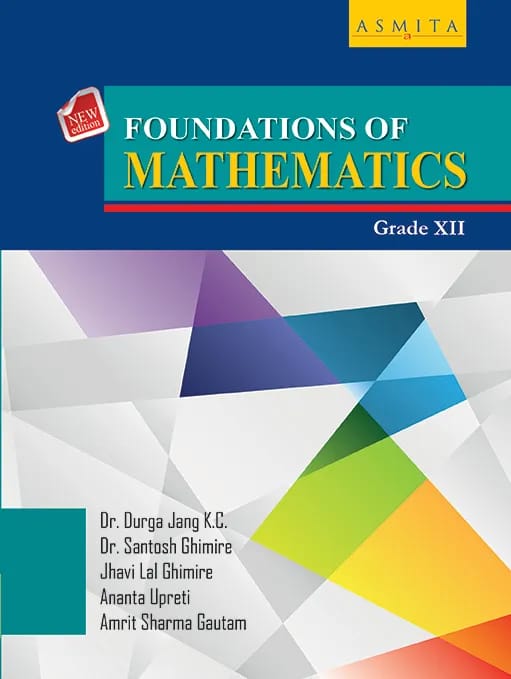 ASMITA
a
NEW
edition
FOUNDATIONS OF
MATHEMATICS
Grade XII
Dr. Durga Jang K.C.
Dr. Santosh Ghimire
Jhavi Lal Ghimire
Ananta Upreti
Amrit Sharma Gautam